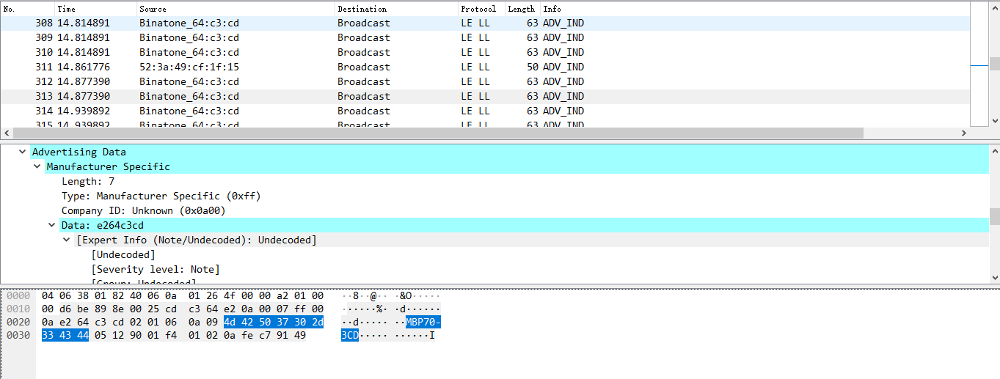 No. Time Source Destination Protocol Length Info
308 14.814891 Binatone_64:c3:cd Broadcast LE LL 63 ADV_IND
309 14.814891 Binatone_64:c3:cd Broadcast LE LL 63 ADV_IND
310 14.814891 Binatone_64:c3:cd Broadcast LE LL 63 ADV_IND
311 14.861776 52:3a:49:cf:1f:15 Broadcast LE LL 50 ADV_IND
312 14.877390 Binatone_64:c3:cd Broadcast LE LL 63 ADV_IND
313 14.877390 Binatone_64:c3:cd Broadcast LE LL 63 ADV_IND
314 14.939892 Binatone_64:c3:cd Broadcast LE LL 63 ADV_IND
315 14.939892 Binatone_64:c3:cd Broadcast LE LL 63 ADV_IND
Advertising Data
Manufacturer Specific
Length: 7
Type: Manufacturer Specific (0xff)
Company ID: Unknown (0x0a00)
Data: e264c3cd
[Expert Info (Note/Undecoded): Undecoded]
[Undecoded]
[Severity level: Note]
[Group: Undecoded]
0000 04 06 38 01 82 40 06 0a 01 26 4f 00 00 a2 01 00 ··8··@·· ·&O·····
0010 00 d6 be 89 8e 00 25 cd c3 64 e2 0a 00 07 ff 00 ······%· ·d······
0020 0a e2 64 c3 cd 02 01 06 0a 09 4d 42 50 37 30 2d ··d····· ··MBP70-
0030 33 43 44 05 12 90 01 f4 01 02 0a fe c7 91 49 3CD····· ······I